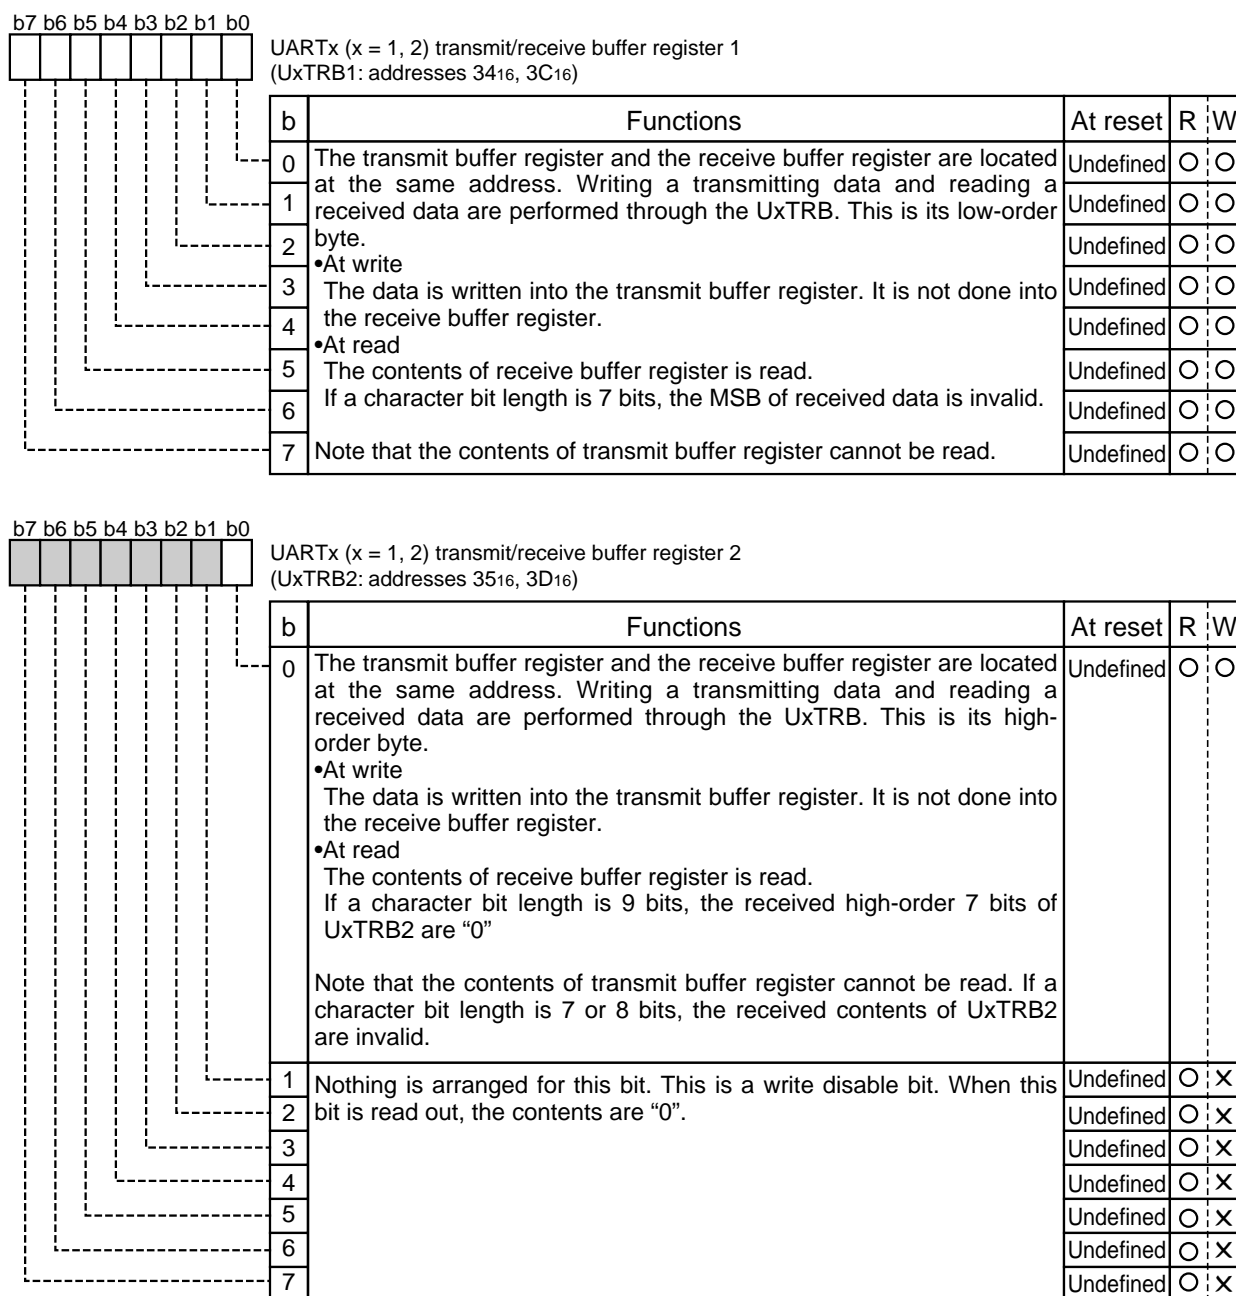 b7 b6 b5 b4 b3 b2 b1 b0
UARTx (x = 1, 2) transmit/receive buffer register 1
(UxTRB1: addresses 3416, 3C16)
b Functions At reset R W
0 The transmit buffer register and the receive buffer register are located Undefined O O
at the same address. Writing a transmitting data and reading a
1 received data are performed through the UxTRB. This is its low-order Undefined O O
2 byte. Undefined O O
•At write
3 The data is written into the transmit buffer register. It is not done into Undefined O O
4 the receive buffer register. Undefined O O
•At read
5 The contents of receive buffer register is read. Undefined O O
6 If a character bit length is 7 bits, the MSB of received data is invalid. Undefined O O
7 Note that the contents of transmit buffer register cannot be read. Undefined O O
b7 b6 b5 b4 b3 b2 b1 b0
UARTx (x = 1, 2) transmit/receive buffer register 2
(UxTRB2: addresses 3516, 3D16)
b Functions At reset R W
0 The transmit buffer register and the receive buffer register are located Undefined O O
at the same address. Writing a transmitting data and reading a
received data are performed through the UxTRB. This is its high-
order byte.
•At write
The data is written into the transmit buffer register. It is not done into
the receive buffer register.
•At read
The contents of receive buffer register is read.
If a character bit length is 9 bits, the received high-order 7 bits of
UxTRB2 are “0”
Note that the contents of transmit buffer register cannot be read. If a
character bit length is 7 or 8 bits, the received contents of UxTRB2
are invalid.
1 Nothing is arranged for this bit. This is a write disable bit. When this Undefined O X
2 bit is read out, the contents are “0”. Undefined O X
3 Undefined O X
4 Undefined O X
5 Undefined O X
6 Undefined O X
7 Undefined O X